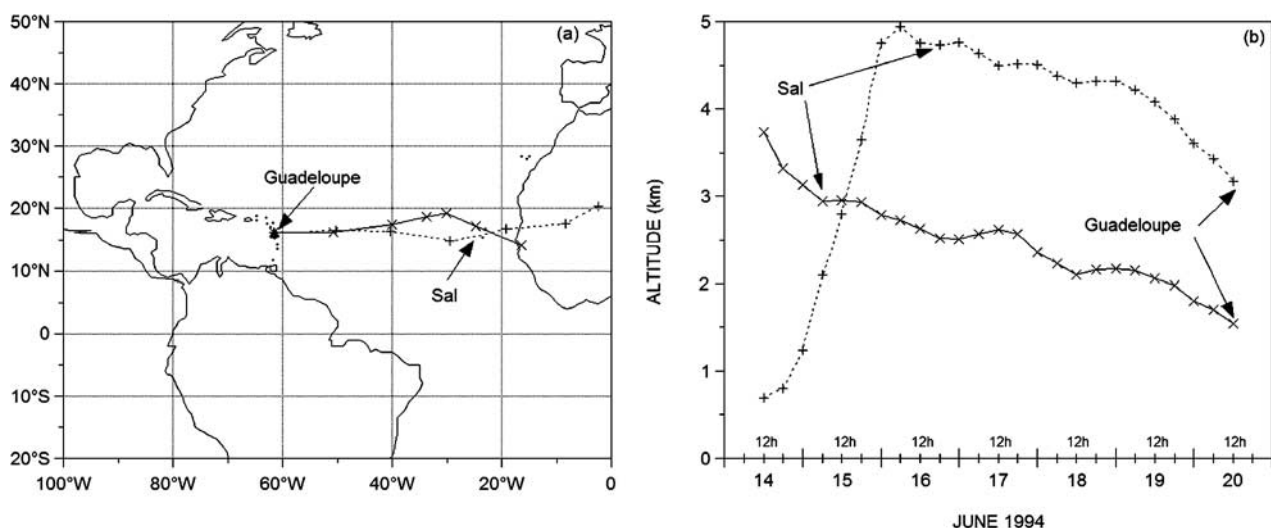 (a)
50°N
40°N
30°N
20°N
10°N
0
10°S
20°S
100°W
80°W
60°W
40°W
20°W
0
Guadeloupe
Sal
(b)
5
4
3
2
1
0
ALTITUDE (km)
Sal
Guadeloupe
12h 12h 12h 12h 12h 12h 12h
14 15 16 17 18 19 20
JUNE 1994